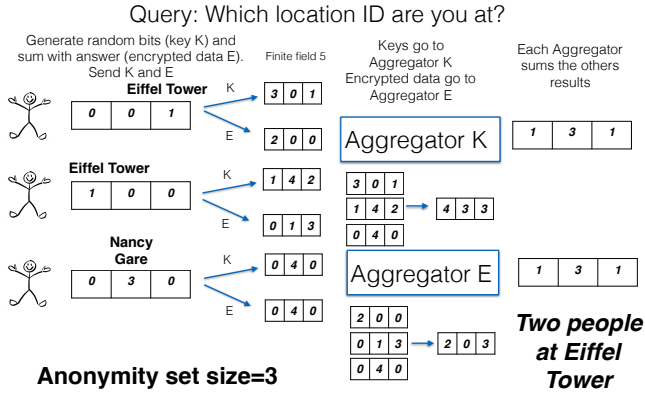 Query: Which location ID are you at?
Generate random bits (key K) and
sum with answer (encrypted data E).
Send K and E
Finite field 5
Keys go to
Aggregator K
Encrypted data go to
Aggregator E
Each Aggregator
sums the others
results
Eiffel Tower
0 0 1
K
3 0 1
E
2 0 0
Aggregator K
1 3 1
Eiffel Tower
1 0 0
K
1 4 2
E
0 1 3
3 0 1
1 4 2
0 4 0
4 3 3
Nancy
Gare
0 3 0
K
0 4 0
E
0 4 0
Aggregator E
1 3 1
2 0 0
0 1 3
0 4 0
2 0 3
Two people
at Eiffel
Tower
Anonymity set size=3